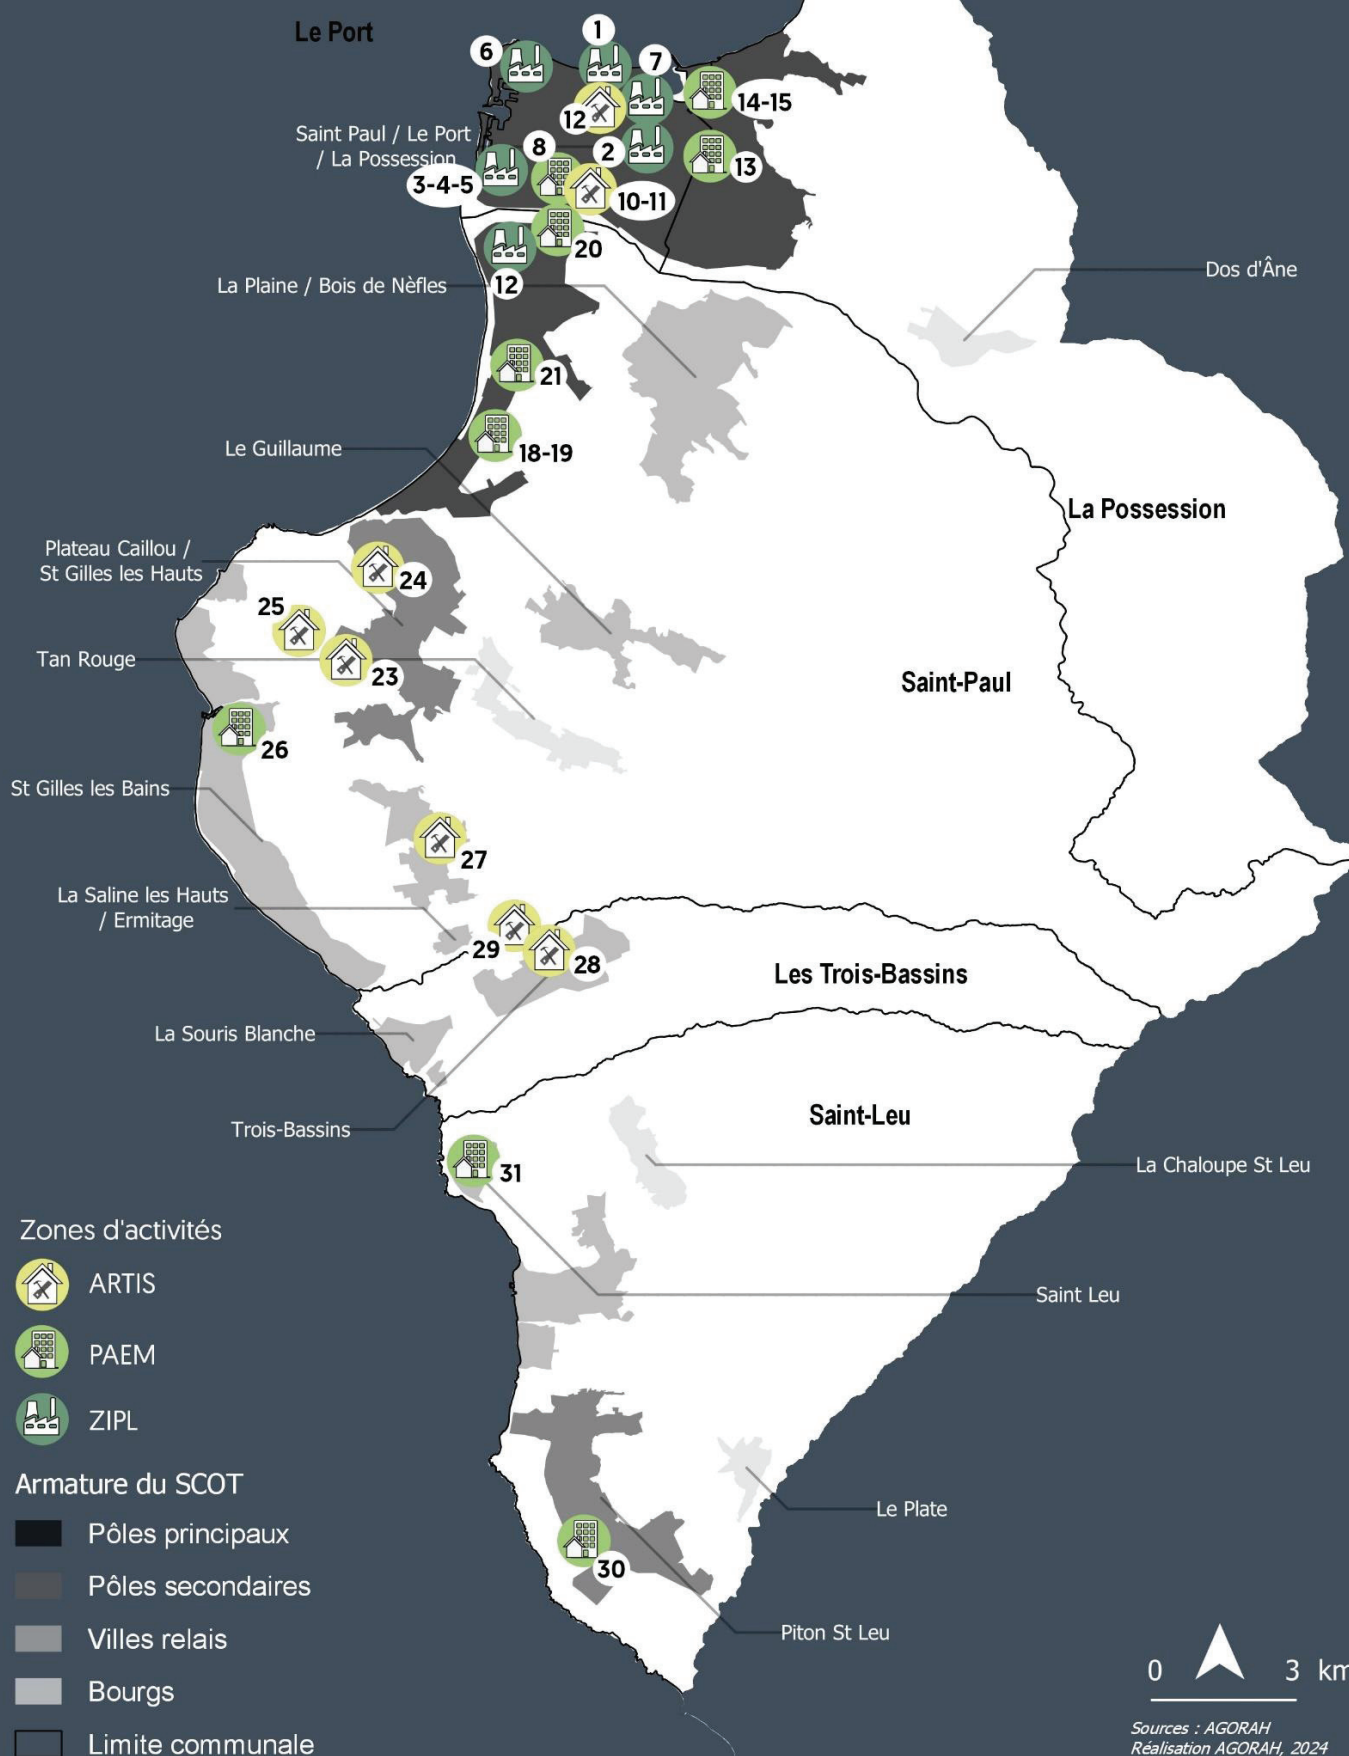 Le Port
1
6
7
14-15
12
Saint Paul / Le Port
/ La Possession
8
2
13
3-4-5
10-11
20
Dos d'Âne
La Plaine / Bois de Nèfles
12
21
Le Guillaume
18-19
La Possession
Plateau Caillou /
St Gilles les Hauts
24
25
Tan Rouge
23
Saint-Paul
26
St Gilles les Bains
27
La Saline les Hauts
/ Ermitage
29
28
Les Trois-Bassins
La Souris Blanche
Saint-Leu
Trois-Bassins
31
La Chaloupe St Leu
Zones d'activités
ARTIS
Saint Leu
PAEM
ZIPL
Armature du SCOT
Le Plate
Pôles principaux
30
Pôles secondaires
Piton St Leu
Villes relais
0 3 km
Bourgs
Limite communale
Sources : AGORAH
Réalisation AGORAH, 2024